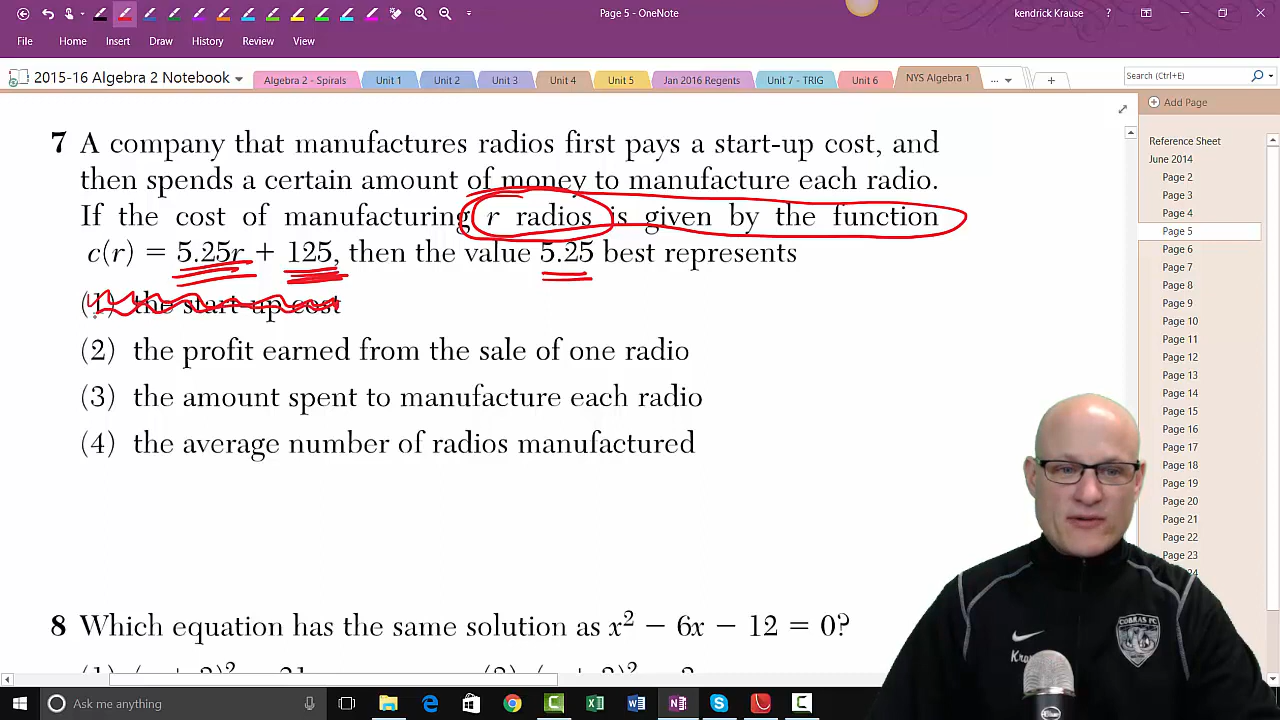 Page 5 - OneNote
kendrick Krause
?
File Home Insert Draw History Review View
2015-16 Algebra 2 Notebook
Algebra 2 - Spirals Unit 1 Unit 2 Unit 3 Unit 4 Unit 5 Jan 2016 Regents Unit 7 - TRIG Unit 6 NYS Algebra 1 ...
Search (Ctrl+E)
Add Page
Reference Sheet
June 2014
Page 2
Page 3
Page 4
Page 5
Page 6
Page 7
Page 8
Page 9
Page 10
Page 11
Page 12
Page 13
Page 14
Page 15
Page 16
Page 17
Page 18
Page 19
Page 20
Page 21
Page 22
Page 23
7 A company that manufactures radios first pays a start-up cost, and
then spends a certain amount of money to manufacture each radio.
If the cost of manufacturing r radios is given by the function
c(r) = 5.25r + 125, then the value 5.25 best represents
(1) the start-up cost
(2) the profit earned from the sale of one radio
(3) the amount spent to manufacture each radio
(4) the average number of radios manufactured
8 Which equation has the same solution as x² − 6x − 12 = 0?
COBRAS FC
Ask me anything